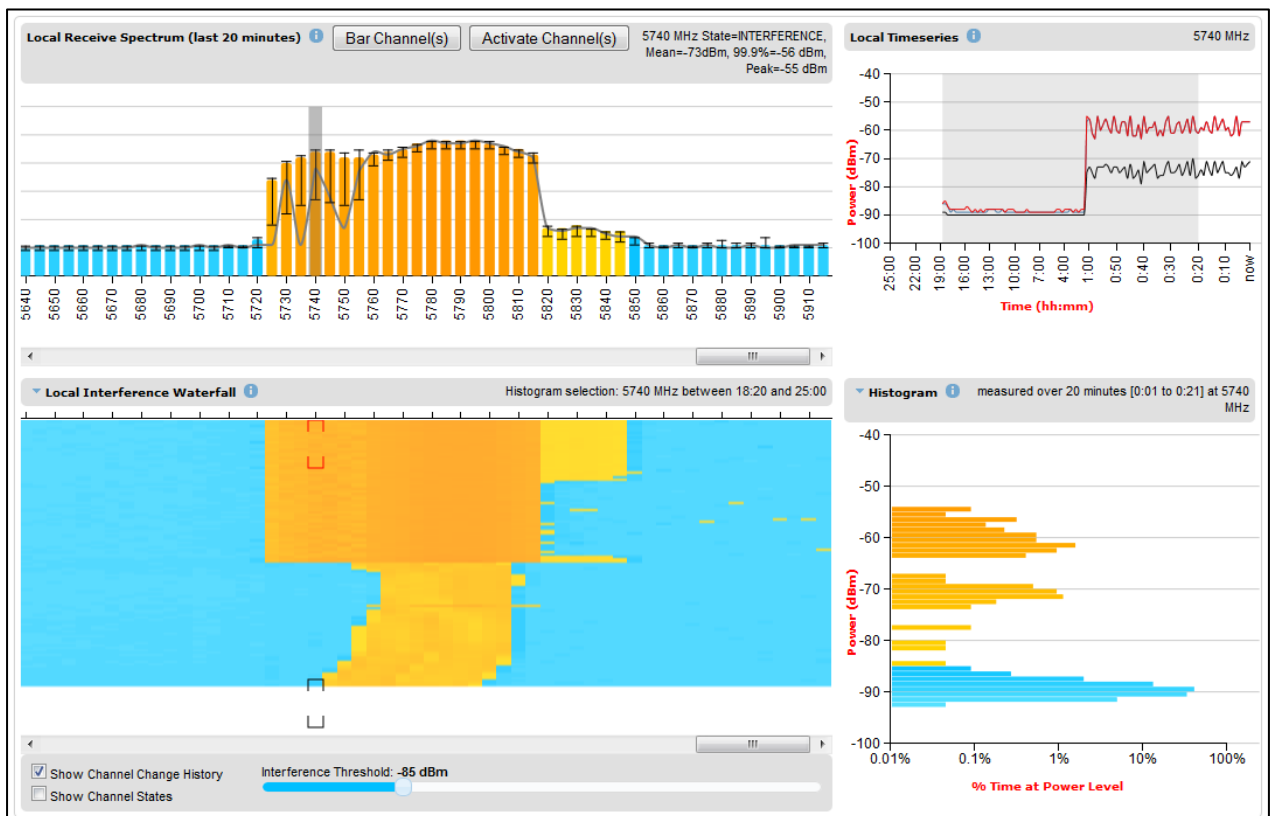 Local Receive Spectrum (last 20 minutes)
Bar Channel(s)
Activate Channel(s)
5740 MHz State=INTERFERENCE,
Mean=-73dBm, 99.9%=-56 dBm,
Peak=-55 dBm
5640
5650
5660
5670
5680
5690
5700
5710
5720
5730
5740
5750
5760
5770
5780
5790
5800
5810
5820
5830
5840
5850
5860
5870
5880
5890
5900
5910
Local Timeseries
5740 MHz
-40
-50
-60
-70
-80
-90
-100
Power (dBm)
25:00
22:00
19:00
16:00
13:00
10:00
7:00
4:00
1:00
0:50
0:40
0:30
0:20
0:10
now
Time (hh:mm)
Local Interference Waterfall
Histogram selection: 5740 MHz between 18:20 and 25:00
Show Channel Change History
Show Channel States
Interference Threshold: -85 dBm
Histogram
measured over 20 minutes [0:01 to 0:21] at 5740
MHz
-40
-50
-60
-70
-80
-90
-100
Power (dBm)
0.01%
0.1%
1%
10%
100%
% Time at Power Level